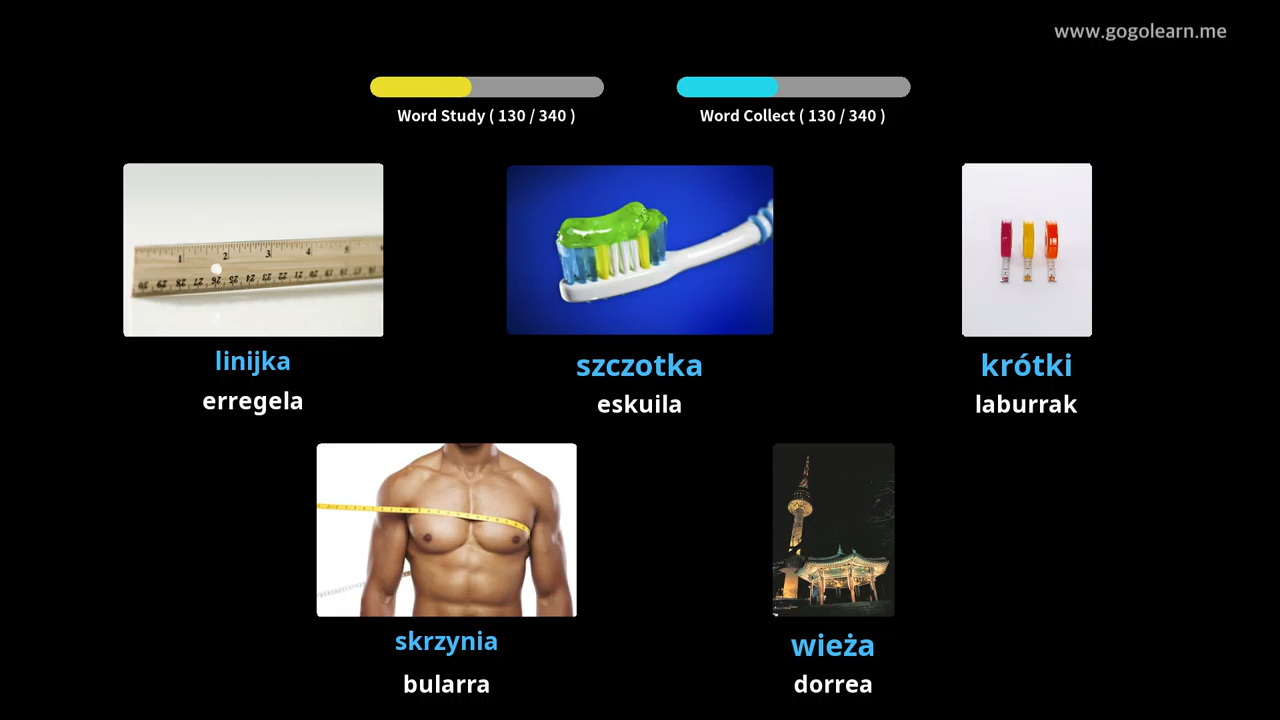 www.gogolearn.me
Word Study ( 130 / 340 )
Word Collect ( 130 / 340 )
linijka
erregela
szczotka
eskuila
krótki
laburrak
skrzynia
bularra
wieża
dorrea